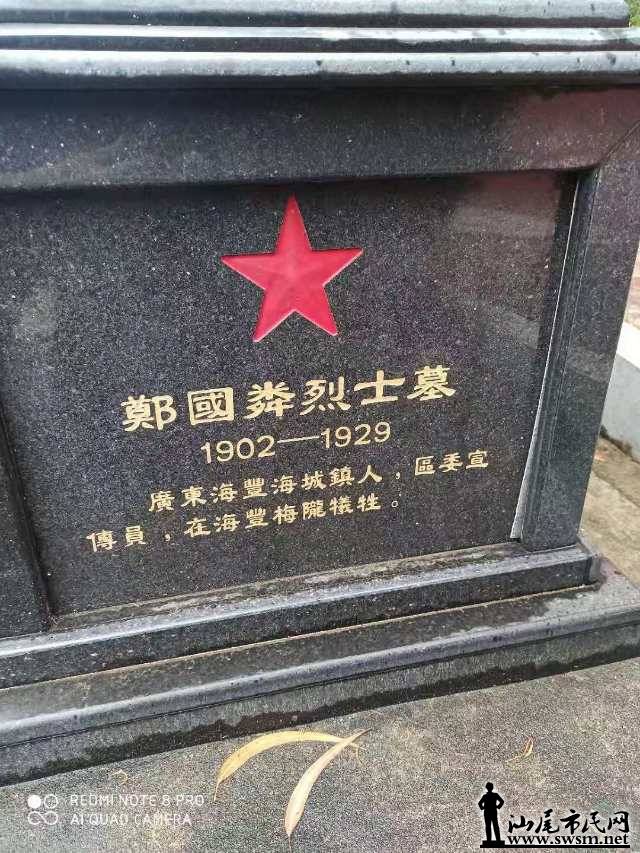 鄭國粦烈士墓
1902—1929
廣東海豐海城鎮人，區委宣
傳員，在海豐梅隴犧牲。
REDMI NOTE 8 PRO
AI QUAD CAMERA
汕尾市民网
www.swsm.net